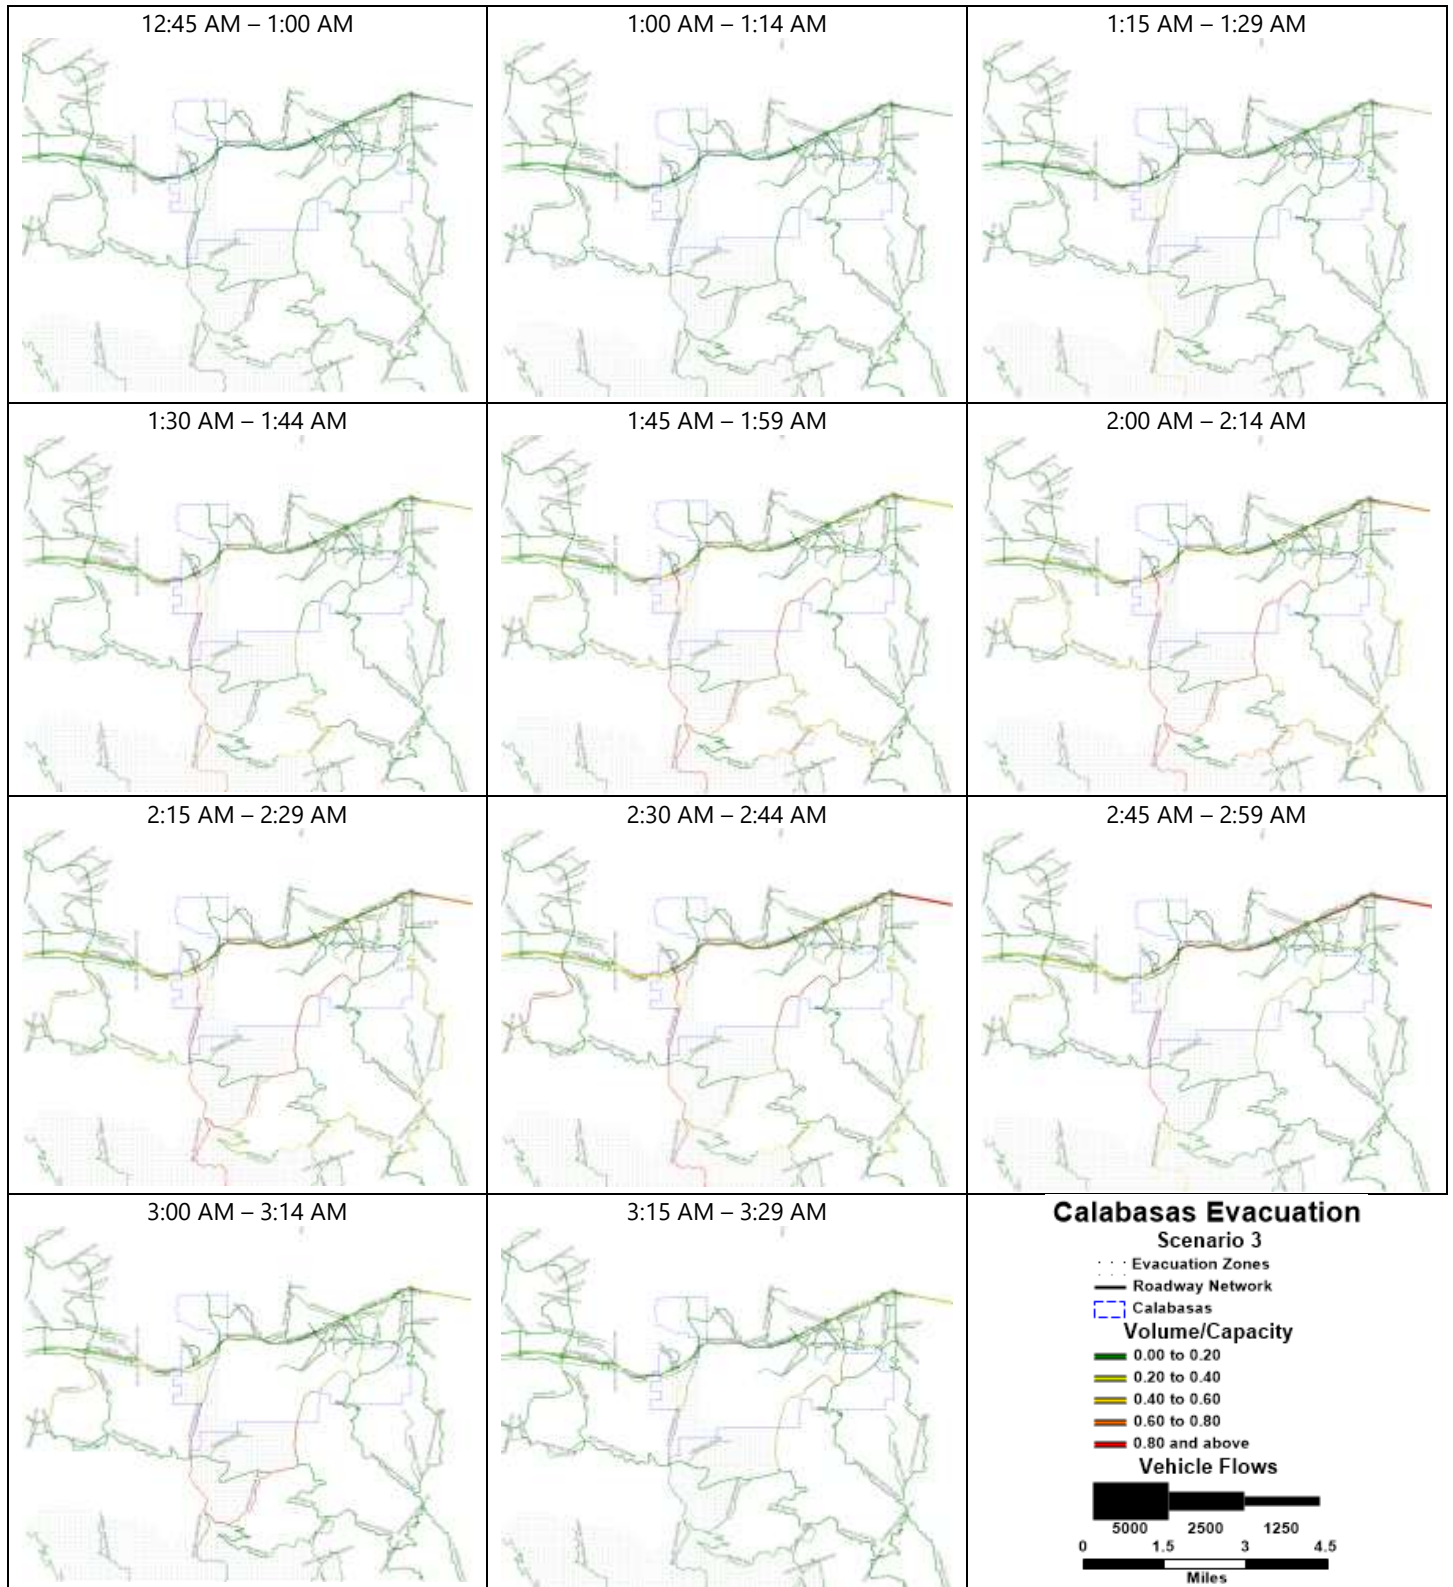 12:45 AM – 1:00 AM
1:00 AM – 1:14 AM
1:15 AM – 1:29 AM
1:30 AM – 1:44 AM
1:45 AM – 1:59 AM
2:00 AM – 2:14 AM
2:15 AM – 2:29 AM
2:30 AM – 2:44 AM
2:45 AM – 2:59 AM
3:00 AM – 3:14 AM
3:15 AM – 3:29 AM
Calabasas Evacuation
Scenario 3
Evacuation Zones
Roadway Network
Calabasas
Volume/Capacity
0.00 to 0.20
0.20 to 0.40
0.40 to 0.60
0.60 to 0.80
0.80 and above
Vehicle Flows
5000 2500 1250
0 1.5 3 4.5
Miles